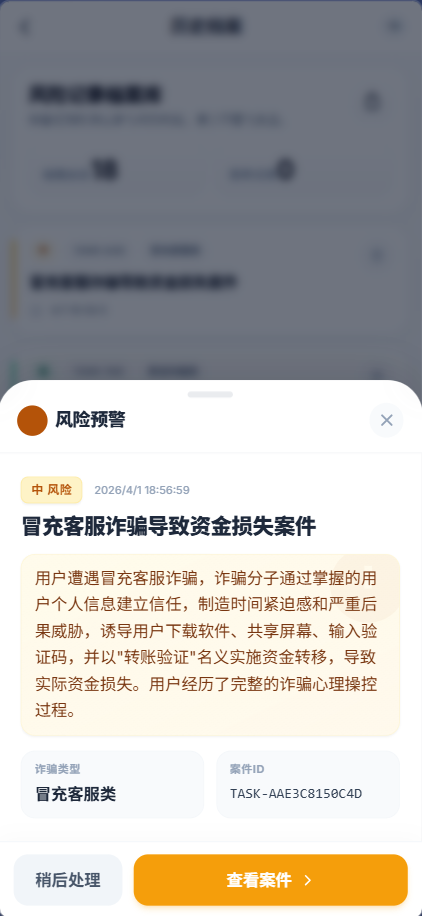 历史档案
18
0
风险预警
中 风险
2026/4/1 18:56:59
冒充客服诈骗导致资金损失案件
用户遭遇冒充客服诈骗，诈骗分子通过掌握的用
户个人信息建立信任，制造时间紧迫感和严重后
果威胁，诱导用户下载软件、共享屏幕、输入验
证码，并以"转账验证"名义实施资金转移，导致
实际资金损失。用户经历了完整的诈骗心理操控
过程。
诈骗类型
案件ID
冒充客服类
TASK-AAE3C8150C4D
稍后处理
查看案件